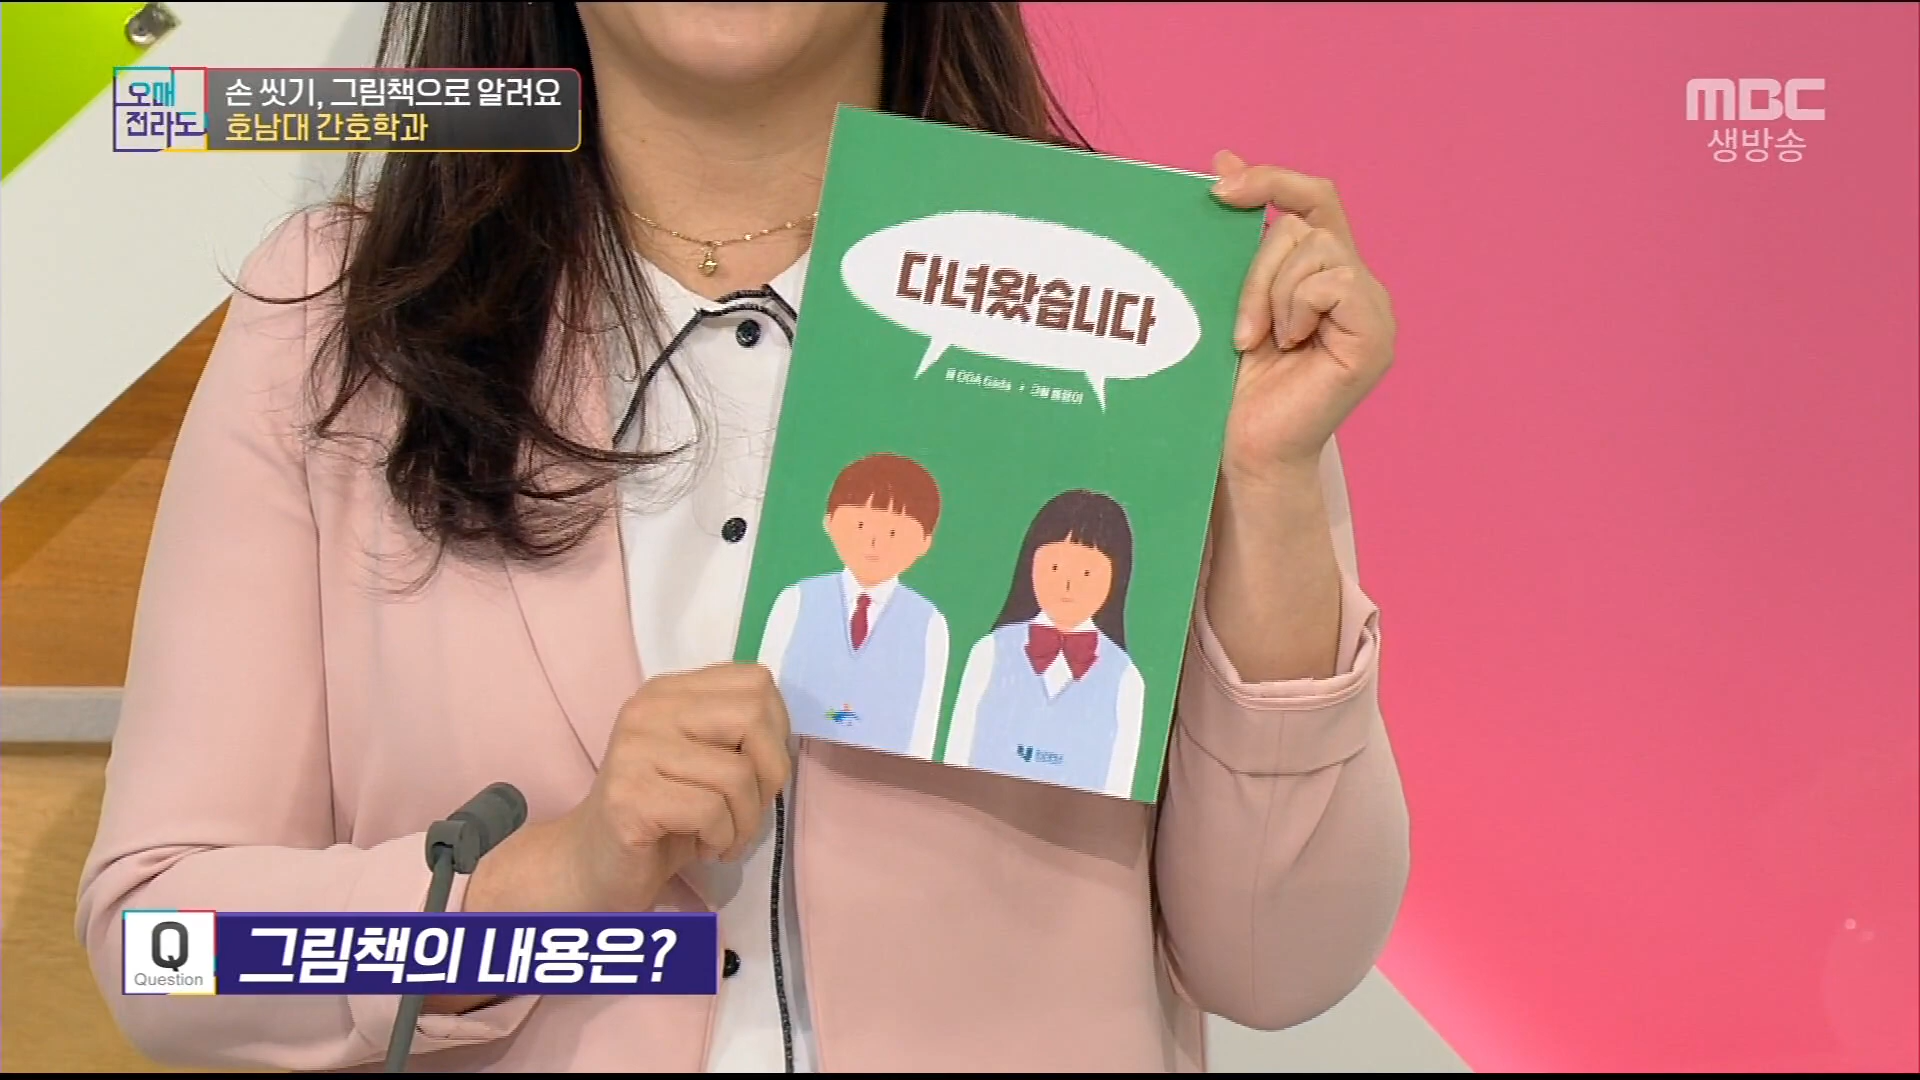 오매
전라도
손 씻기, 그림책으로 알려요
호남대 간호학과
MBC
생방송
다녀왔습니다
Q
Question
그림책의 내용은?